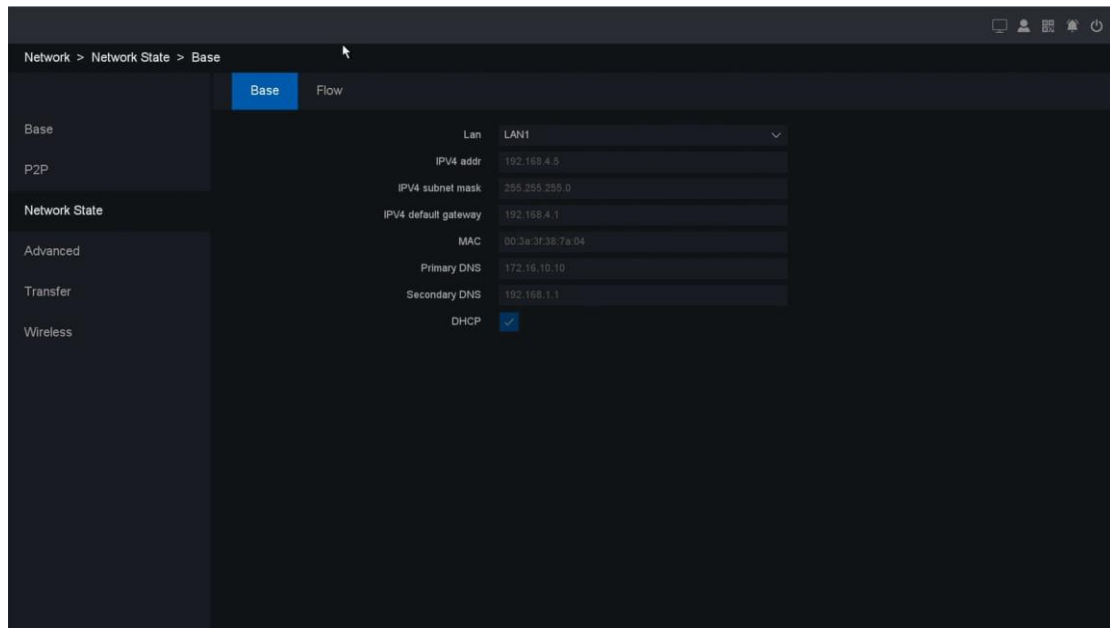 Network > Network State > Base
Base Flow
Base
P2P
Network State
Advanced
Transfer
Wireless
Lan LAN1
IPV4 addr 192.168.4.5
IPV4 subnet mask 255.255.255.0
IPV4 default gateway 192.168.4.1
MAC 00:3a:3f:38:7a:04
Primary DNS 172.16.10.10
Secondary DNS 192.168.1.1
DHCP